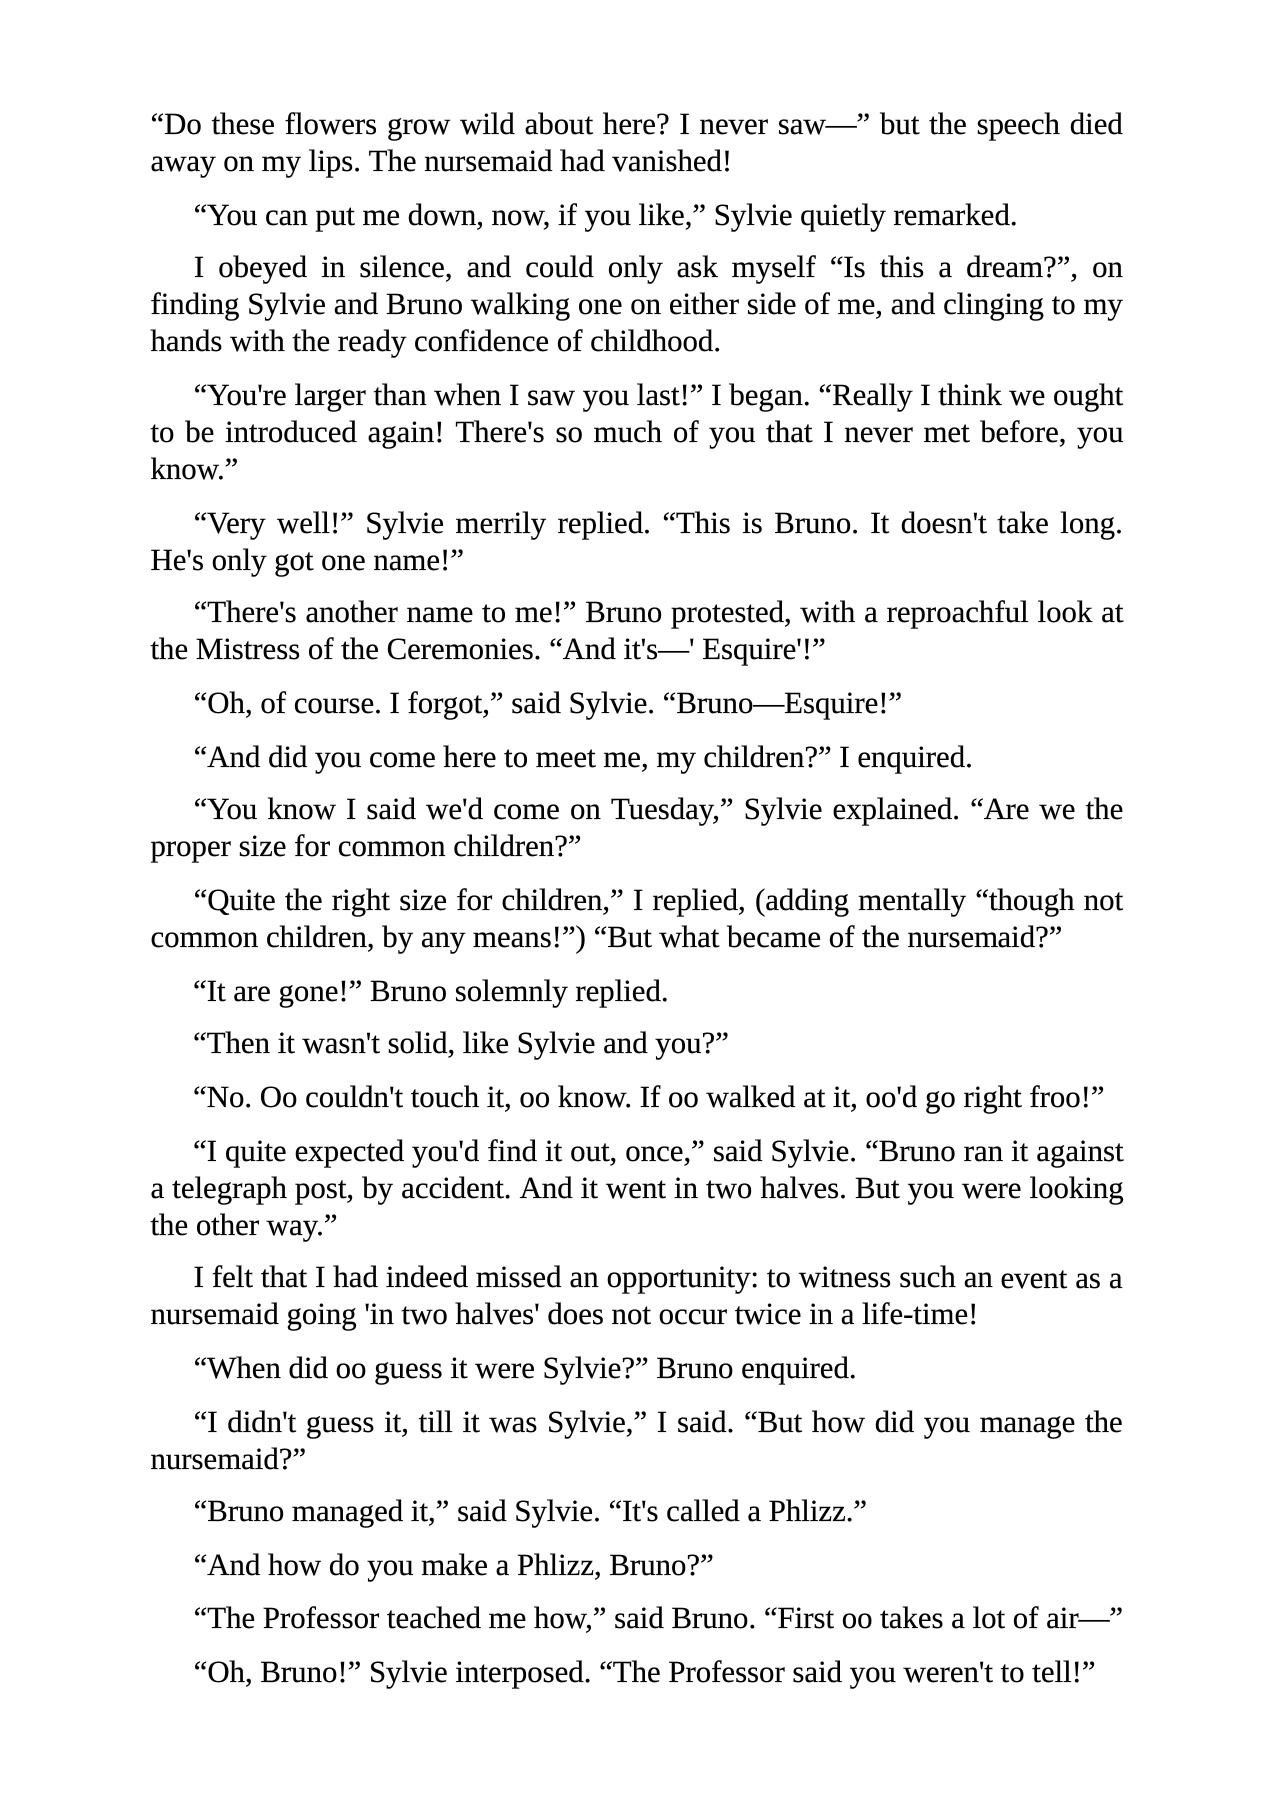 “Do these flowers grow wild about here? I never saw—” but the speech died
away on my lips. The nursemaid had vanished!
“You can put me down, now, if you like,” Sylvie quietly remarked.
I obeyed in silence, and could only ask myself “Is this a dream?”, on
finding Sylvie and Bruno walking one on either side of me, and clinging to my
hands with the ready confidence of childhood.
“You're larger than when I saw you last!” I began. “Really I think we ought
to be introduced again! There's so much of you that I never met before, you
know.”
“Very well!” Sylvie merrily replied. “This is Bruno. It doesn't take long.
He's only got one name!”
“There's another name to me!” Bruno protested, with a reproachful look at
the Mistress of the Ceremonies. “And it's—' Esquire'!”
“Oh, of course. I forgot,” said Sylvie. “Bruno—Esquire!”
“And did you come here to meet me, my children?” I enquired.
“You know I said we'd come on Tuesday,” Sylvie explained. “Are we the
proper size for common children?”
“Quite the right size for children,” I replied, (adding mentally “though not
common children, by any means!”) “But what became of the nursemaid?”
“It are gone!” Bruno solemnly replied.
“Then it wasn't solid, like Sylvie and you?”
“No. Oo couldn't touch it, oo know. If oo walked at it, oo'd go right froo!”
“I quite expected you'd find it out, once,” said Sylvie. “Bruno ran it against
a telegraph post, by accident. And it went in two halves. But you were looking
the other way.”
I felt that I had indeed missed an opportunity: to witness such an event as a
nursemaid going 'in two halves' does not occur twice in a life-time!
“When did oo guess it were Sylvie?” Bruno enquired.
“I didn't guess it, till it was Sylvie,” I said. “But how did you manage the
nursemaid?”
“Bruno managed it,” said Sylvie. “It's called a Phlizz.”
“And how do you make a Phlizz, Bruno?”
“The Professor teached me how,” said Bruno. “First oo takes a lot of air—”
“Oh, Bruno!” Sylvie interposed. “The Professor said you weren't to tell!”